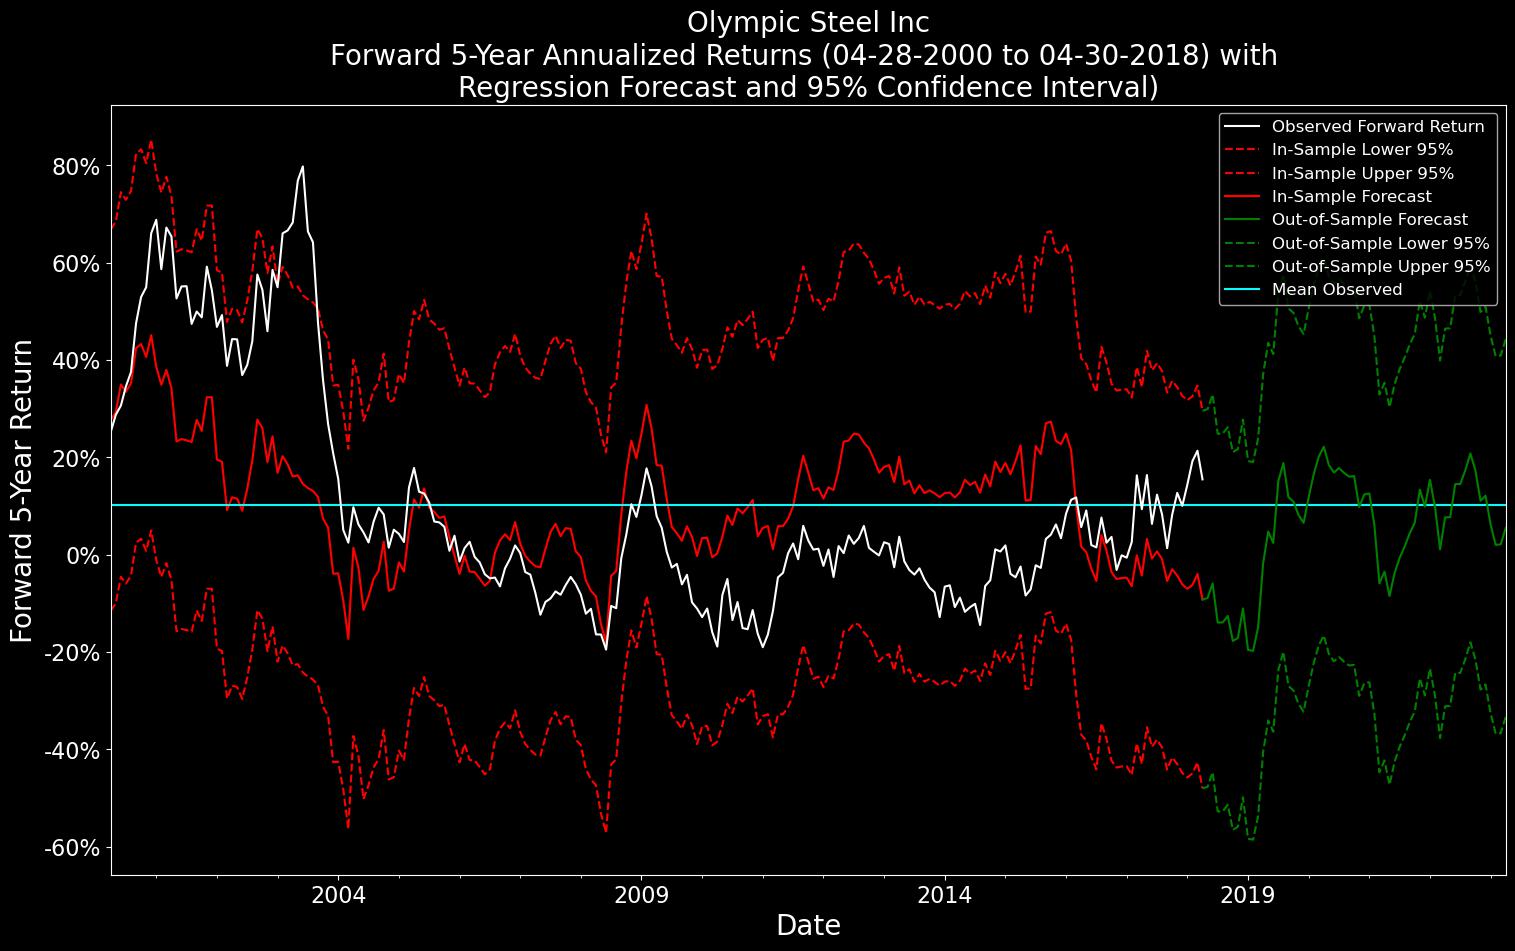 Olympic Steel Inc
Forward 5-Year Annualized Returns (04-28-2000 to 04-30-2018) with
Regression Forecast and 95% Confidence Interval)
Observed Forward Return
In-Sample Lower 95%
In-Sample Upper 95%
In-Sample Forecast
Out-of-Sample Forecast
Out-of-Sample Lower 95%
Out-of-Sample Upper 95%
Mean Observed
Forward 5-Year Return
80%
60%
40%
20%
0%
-20%
-40%
-60%
2004
2009
2014
2019
Date